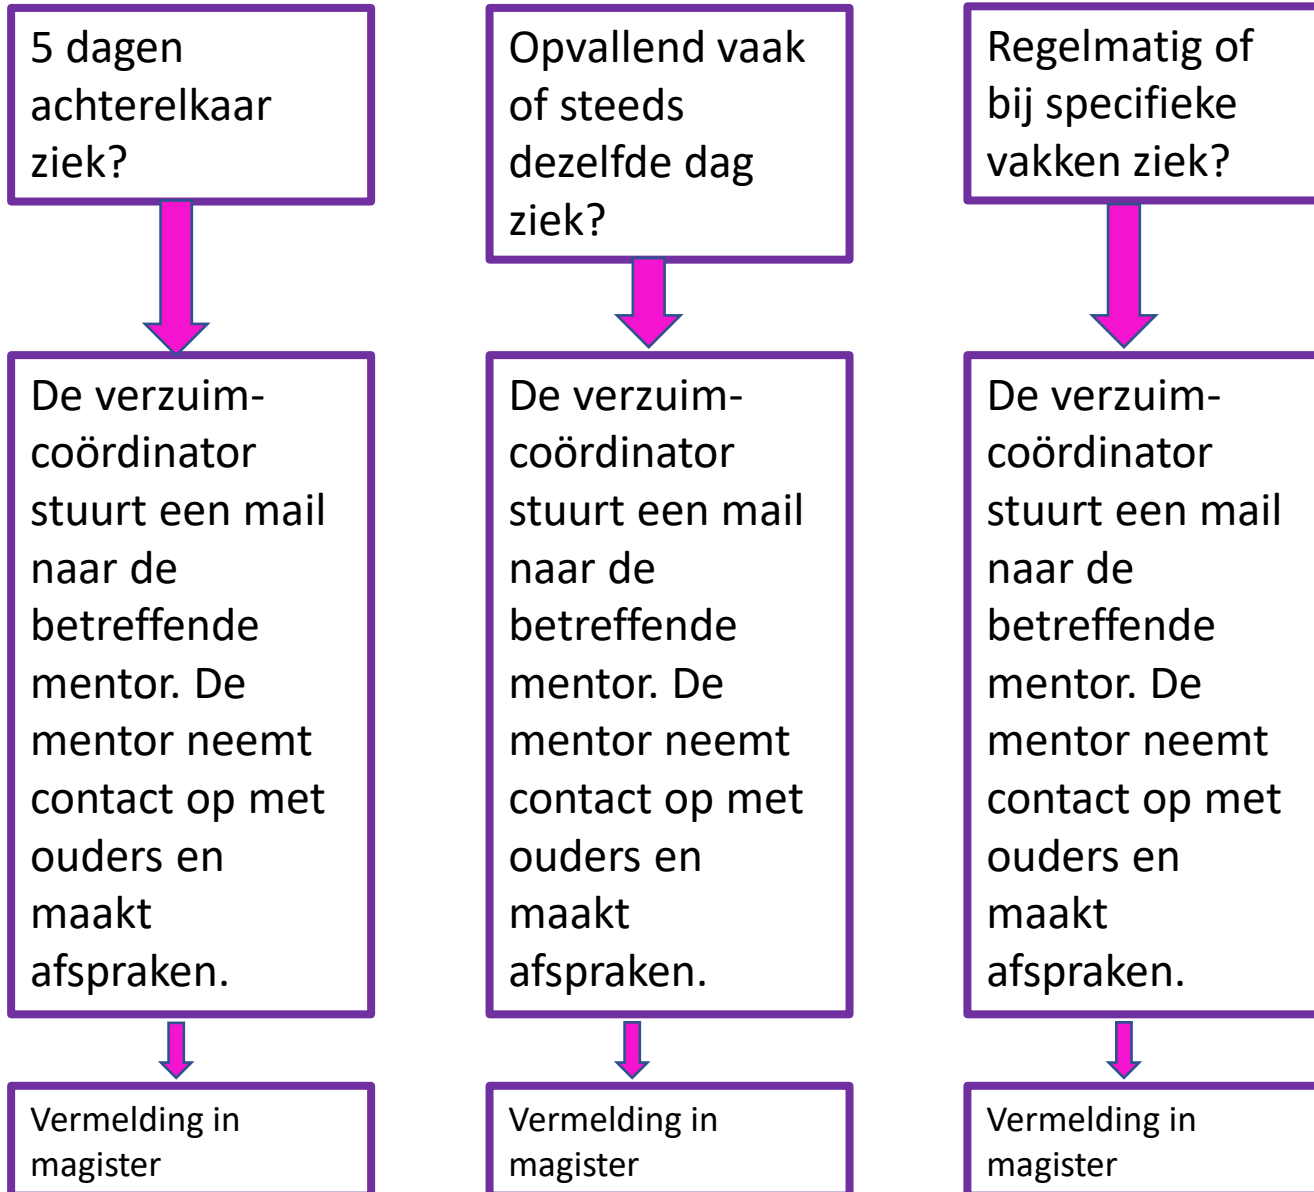 5 dagen
achterelkaar
ziek?
Opvallend vaak
of steeds
dezelfde dag
ziek?
Regelmatig of
bij specifieke
vakken ziek?
De verzuim-
coördinator
stuurt een mail
naar de
betreffende
mentor. De
mentor neemt
contact op met
ouders en
maakt
afspraken.
De verzuim-
coördinator
stuurt een mail
naar de
betreffende
mentor. De
mentor neemt
contact op met
ouders en
maakt
afspraken.
De verzuim-
coördinator
stuurt een mail
naar de
betreffende
mentor. De
mentor neemt
contact op met
ouders en
maakt
afspraken.
Vermelding in
magister
Vermelding in
magister
Vermelding in
magister